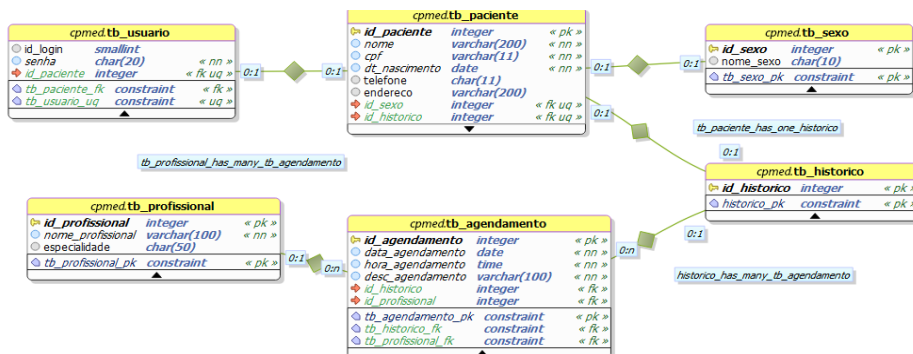 cpmed.tb_usuario
id_login smallint
senha char(20) « nn »
id_paciente integer « fk uq »
tb_paciente_fk constraint « fk »
tb_usuario_uq constraint « uq »
0:1
0:1
cpmed.tb_paciente
id_paciente integer « pk »
nome varchar(200) « nn »
cpf varchar(11) « nn »
dt_nascimento date « nn »
telefone char(11)
endereco varchar(200)
id_sexo integer « fk uq »
id_historico integer « fk uq »
0:1
0:1
cpmed.tb_sexo
id_sexo integer « pk »
nome_sexo char(10)
tb_sexo_pk constraint « pk »
0:1
tb_paciente_has_one_historico
0:1
tb_profissional_has_many_tb_agendamento
cpmed.tb_historico
id_historico integer « pk »
historico_pk constraint « pk »
0:1
cpmed.tb_profissional
id_profissional integer « pk »
nome_profissional varchar(100) « nn »
especialidade char(50)
tb_profissional_pk constraint « pk »
0:1
0:n
cpmed.tb_agendamento
id_agendamento integer « pk »
data_agendamento date « nn »
hora_agendamento time « nn »
desc_agendamento varchar(100) « nn »
id_historico integer « fk »
id_profissional integer « fk »
tb_agendamento_pk constraint « pk »
tb_historico_fk constraint « fk »
tb_profissional_fk constraint « fk »
0:n
historico_has_many_tb_agendamento